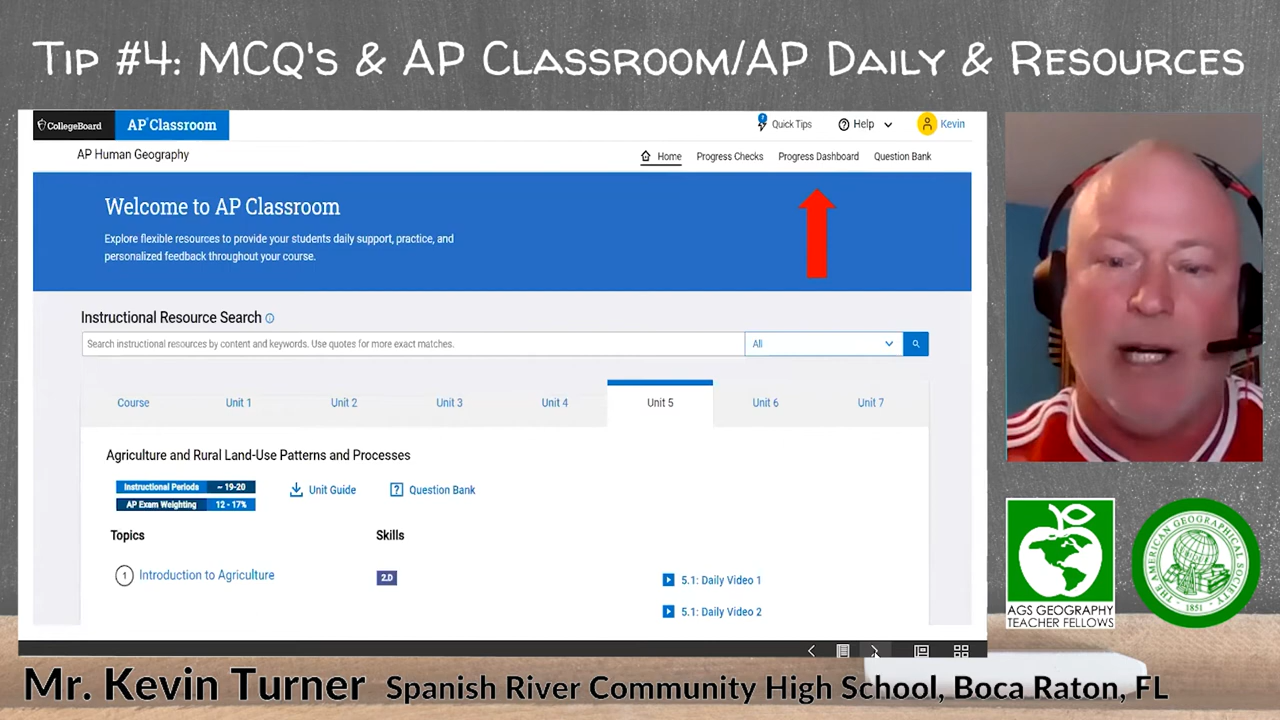 Tip #4: MCQ's & AP Classroom/AP Daily & Resources
CollegeBoard
AP Classroom
Quick Tips
Help
Kevin
AP Human Geography
Home
Progress Checks
Progress Dashboard
Question Bank
Welcome to AP Classroom
Explore flexible resources to provide your students daily support, practice, and
personalized feedback throughout your course.
Instructional Resource Search
Search instructional resources by content and keywords. Use quotes for more exact matches.
All
Course
Unit 1
Unit 2
Unit 3
Unit 4
Unit 5
Unit 6
Unit 7
Agriculture and Rural Land-Use Patterns and Processes
Instructional Periods ~ 19-20
AP Exam Weighting 12 - 17%
Unit Guide
Question Bank
Topics
Skills
1 Introduction to Agriculture
2.D
5.1: Daily Video 1
5.1: Daily Video 2
AGS GEOGRAPHY
TEACHER FELLOWS
THE AMERICAN GEOGRAPHICAL SOCIETY
1851
Mr. Kevin Turner Spanish River Community High School, Boca Raton, FL